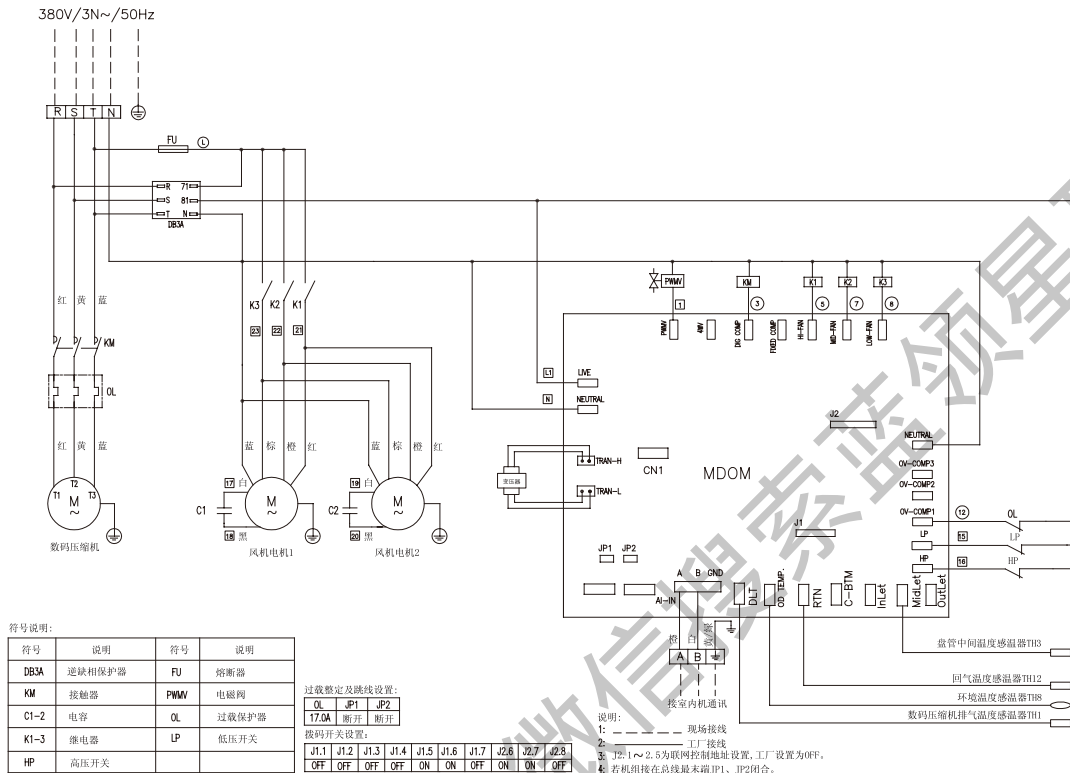 380V/3N~/50Hz
R S T N
FU L
R 71
S 81
T N
DB3A
PWMV KM K1 K2 K3
1 3 5 7 8
PWMV 4WV DIG COMP FIXED COMP HI-FAN MID-FAN LOW-FAN
红 黄 蓝
K3 K2 K1
23 22 21
KM
OL
L1 LIVE
N NEUTRAL
J2
NEUTRAL
OV-COMP3
OV-COMP2
OV-COMP1 12 OL
LP 15 LP
HP 16 HP
红 黄 蓝
蓝 棕 橙 红
蓝 棕 橙 红
变压器
TRAN-H
TRAN-L
CN1
MDOM
J1
T1 T2 T3
M
~
数码压缩机
17 白
C1
18 黑
M
~
风机电机1
19 白
C2
20 黑
M
~
风机电机2
JP1 JP2
A B GND
AI-IN
DLT OD TEMP. RTN C-BTM InLet MidLet OutLet
橙 白 黄/绿
A B
接室内机通讯
盘管中间温度感温器TH3
回气温度感温器TH12
环境温度感温器TH8
数码压缩机排气温度感温器TH1
符号说明:
符号 说明 符号 说明
DB3A 逆缺相保护器 FU 熔断器
KM 接触器 PWMV 电磁阀
C1-2 电容 OL 过载保护器
K1-3 继电器 LP 低压开关
HP 高压开关
过载整定及跳线设置:
OL JP1 JP2
17.0A 断开 断开
拨码开关设置:
J1.1 J1.2 J1.3 J1.4 J1.5 J1.6 J1.7 J2.6 J2.7 J2.8
OFF OFF OFF OFF ON ON OFF ON ON OFF
说明:
1: 现场接线
2: 工厂接线
3: J2.1~2.5为联网控制地址设置,工厂设置为OFF。
4: 若机组接在总线最末端JP1、JP2闭合。
微信搜索蓝领星球